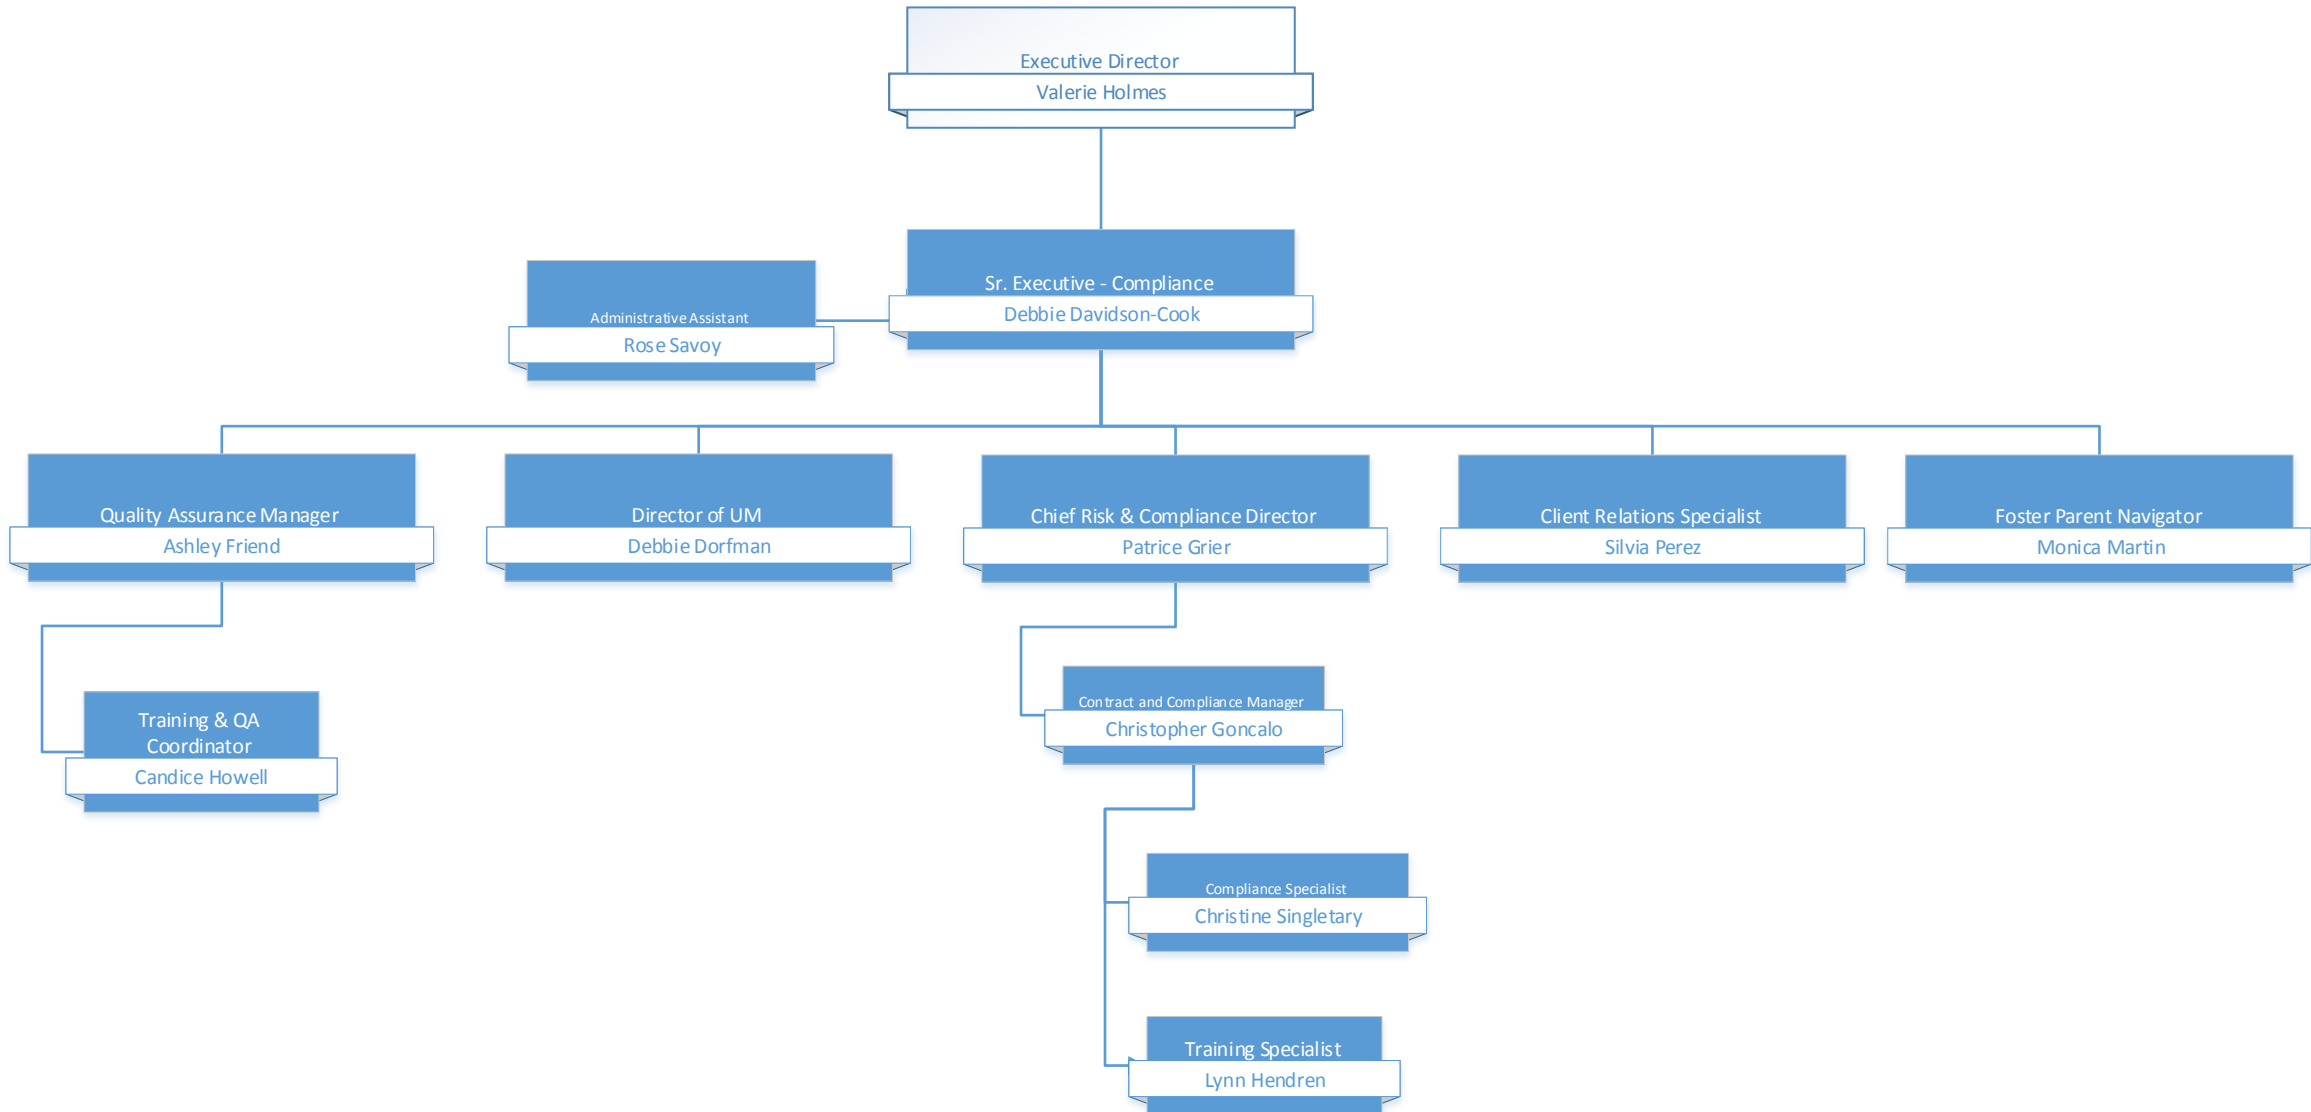 Executive Director
Valerie Holmes
Sr. Executive - Compliance
Debbie Davidson-Cook
Administrative Assistant
Rose Savoy
Quality Assurance Manager
Ashley Friend
Director of UM
Debbie Dorfman
Chief Risk & Compliance Director
Patrice Grier
Client Relations Specialist
Silvia Perez
Foster Parent Navigator
Monica Martin
Training & QA
Coordinator
Candice Howell
Contract and Compliance Manager
Christopher Goncalo
Compliance Specialist
Christine Singletary
Training Specialist
Lynn Hendren